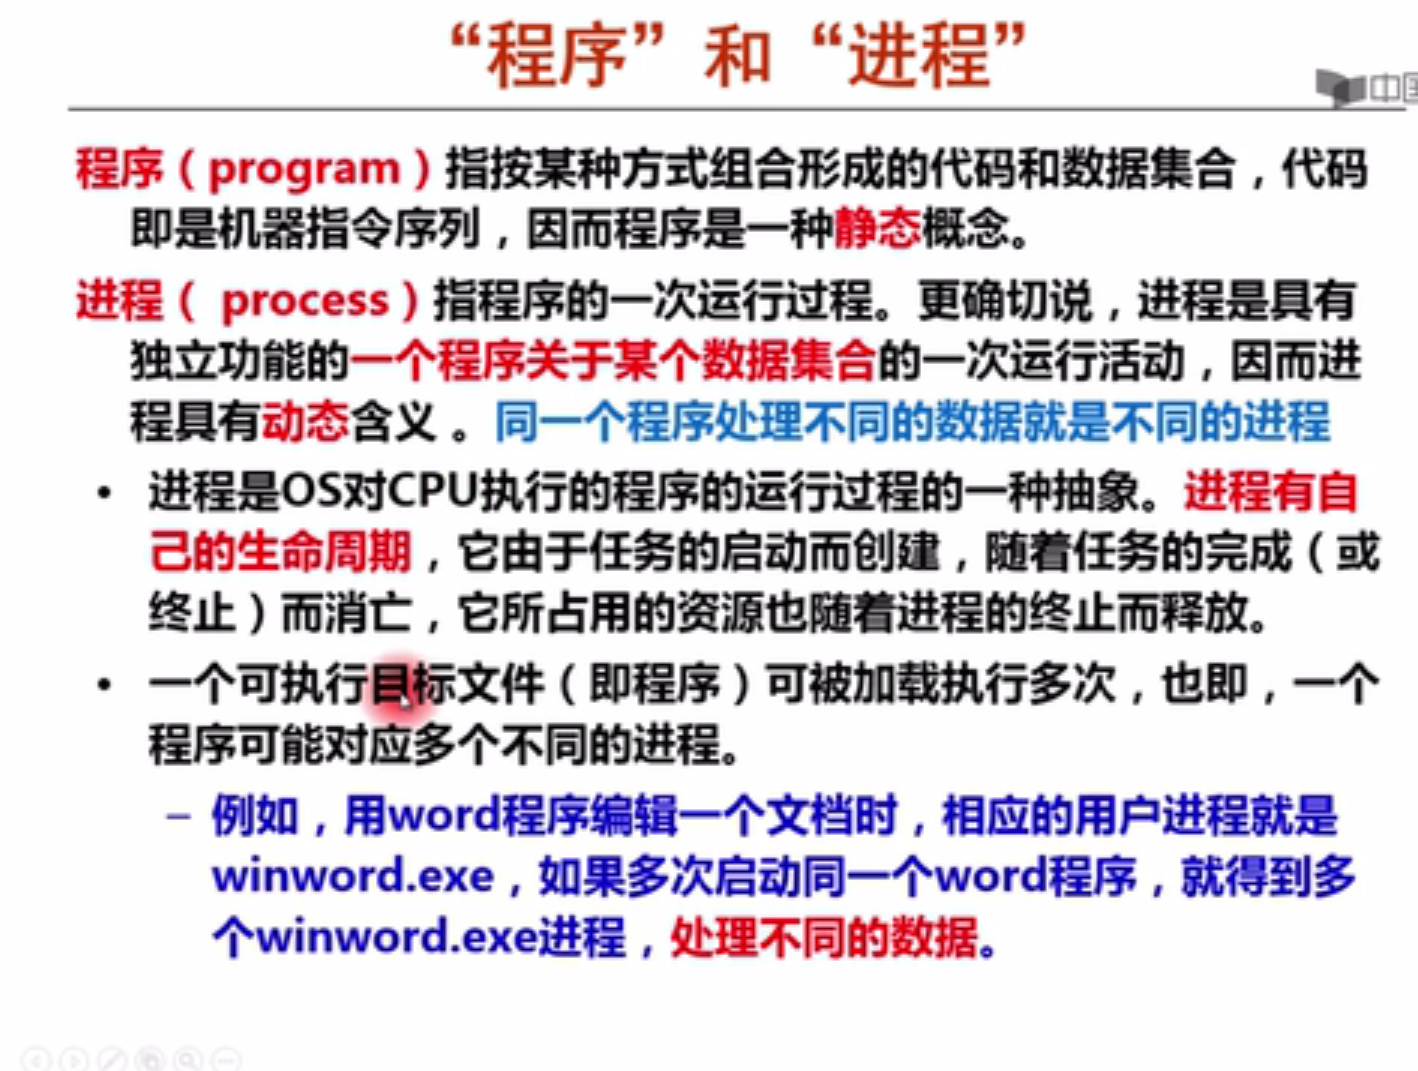 “程序”和“进程”
中国
程序（program）指按某种方式组合形成的代码和数据集合，代码
即是机器指令序列，因而程序是一种静态概念。
进程（ process）指程序的一次运行过程。更确切说，进程是具有
独立功能的一个程序关于某个数据集合的一次运行活动，因而进
程具有动态含义 。同一个程序处理不同的数据就是不同的进程
• 进程是OS对CPU执行的程序的运行过程的一种抽象。进程有自
己的生命周期，它由于任务的启动而创建，随着任务的完成（或
终止）而消亡，它所占用的资源也随着进程的终止而释放。
• 一个可执行目标文件（即程序）可被加载执行多次，也即，一个
程序可能对应多个不同的进程。
– 例如，用word程序编辑一个文档时，相应的用户进程就是
winword.exe，如果多次启动同一个word程序，就得到多
个winword.exe进程，处理不同的数据。